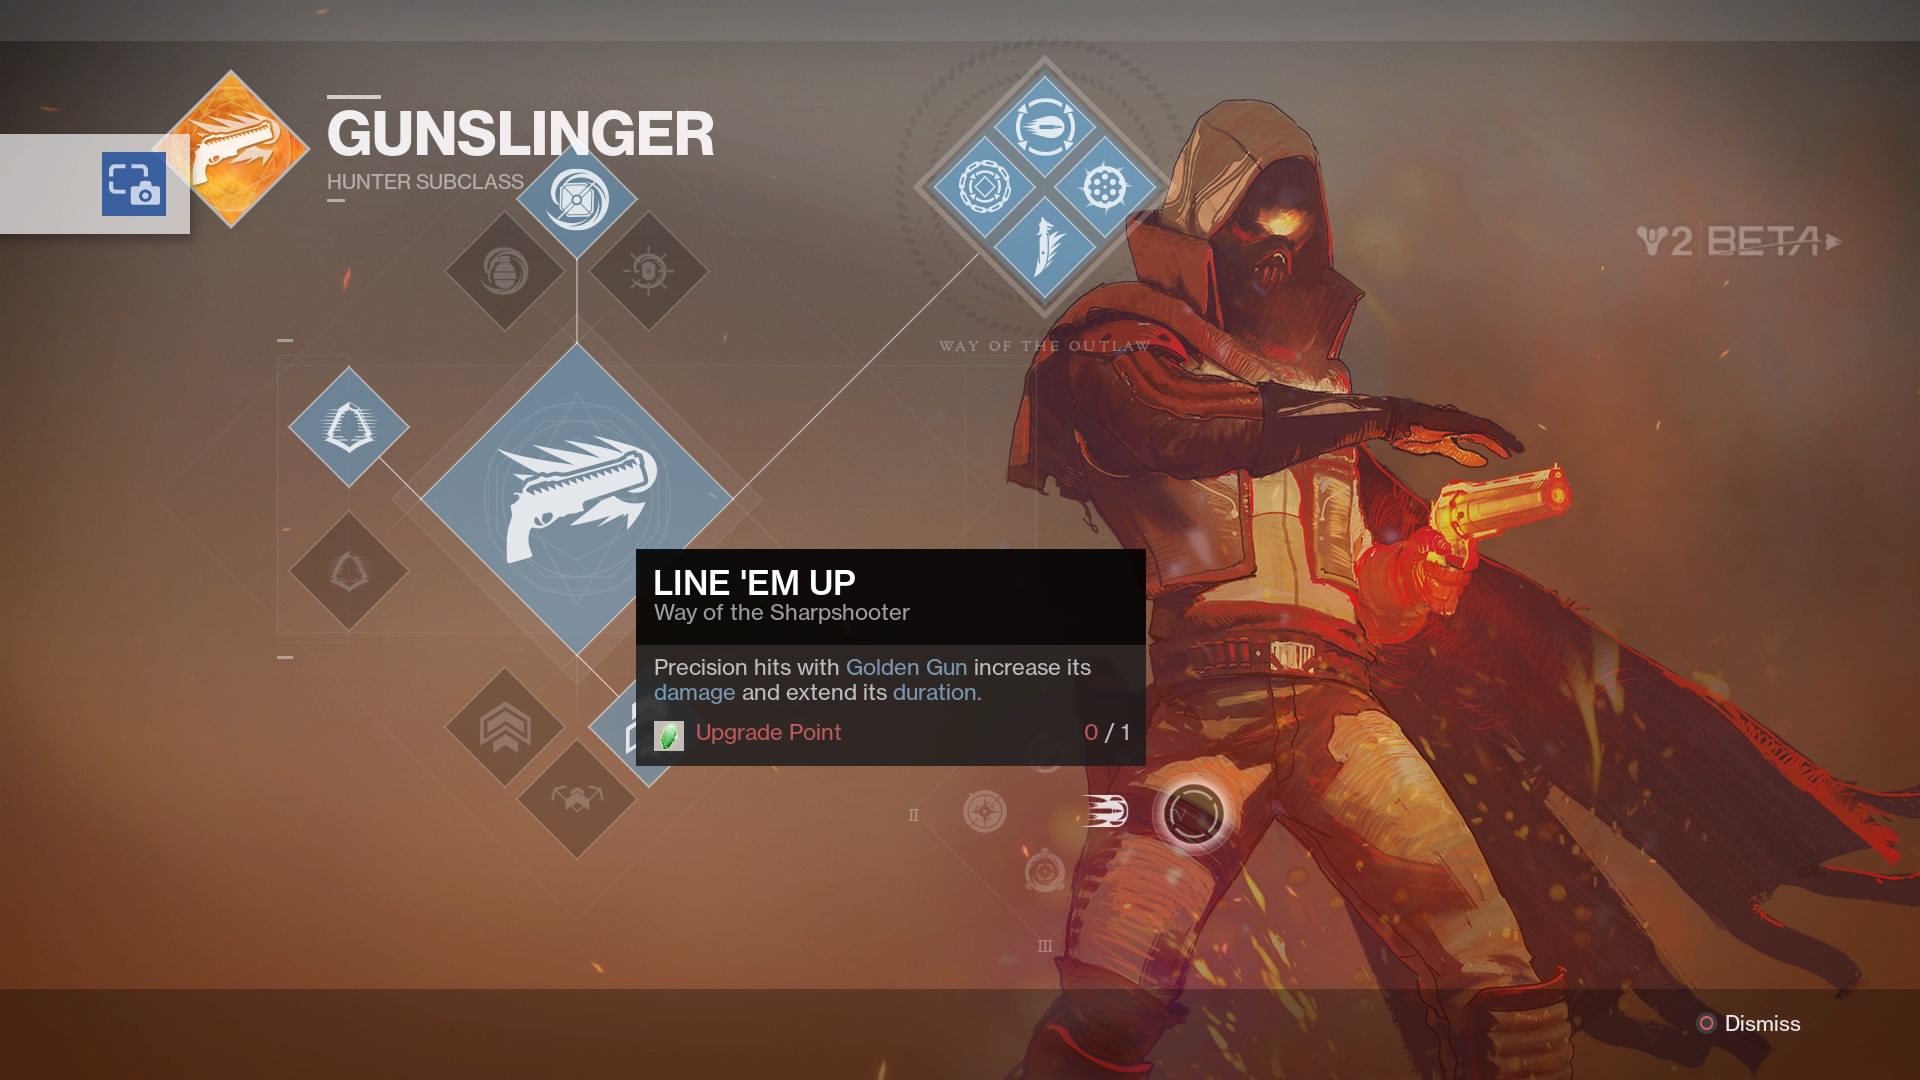 GUNSLINGER
HUNTER SUBCLASS
2 BETA
WAY OF THE OUTLAW
LINE 'EM UP
Way of the Sharpshooter
Precision hits with Golden Gun increase its
damage and extend its duration.
Upgrade Point 0 / 1
II
III
Dismiss